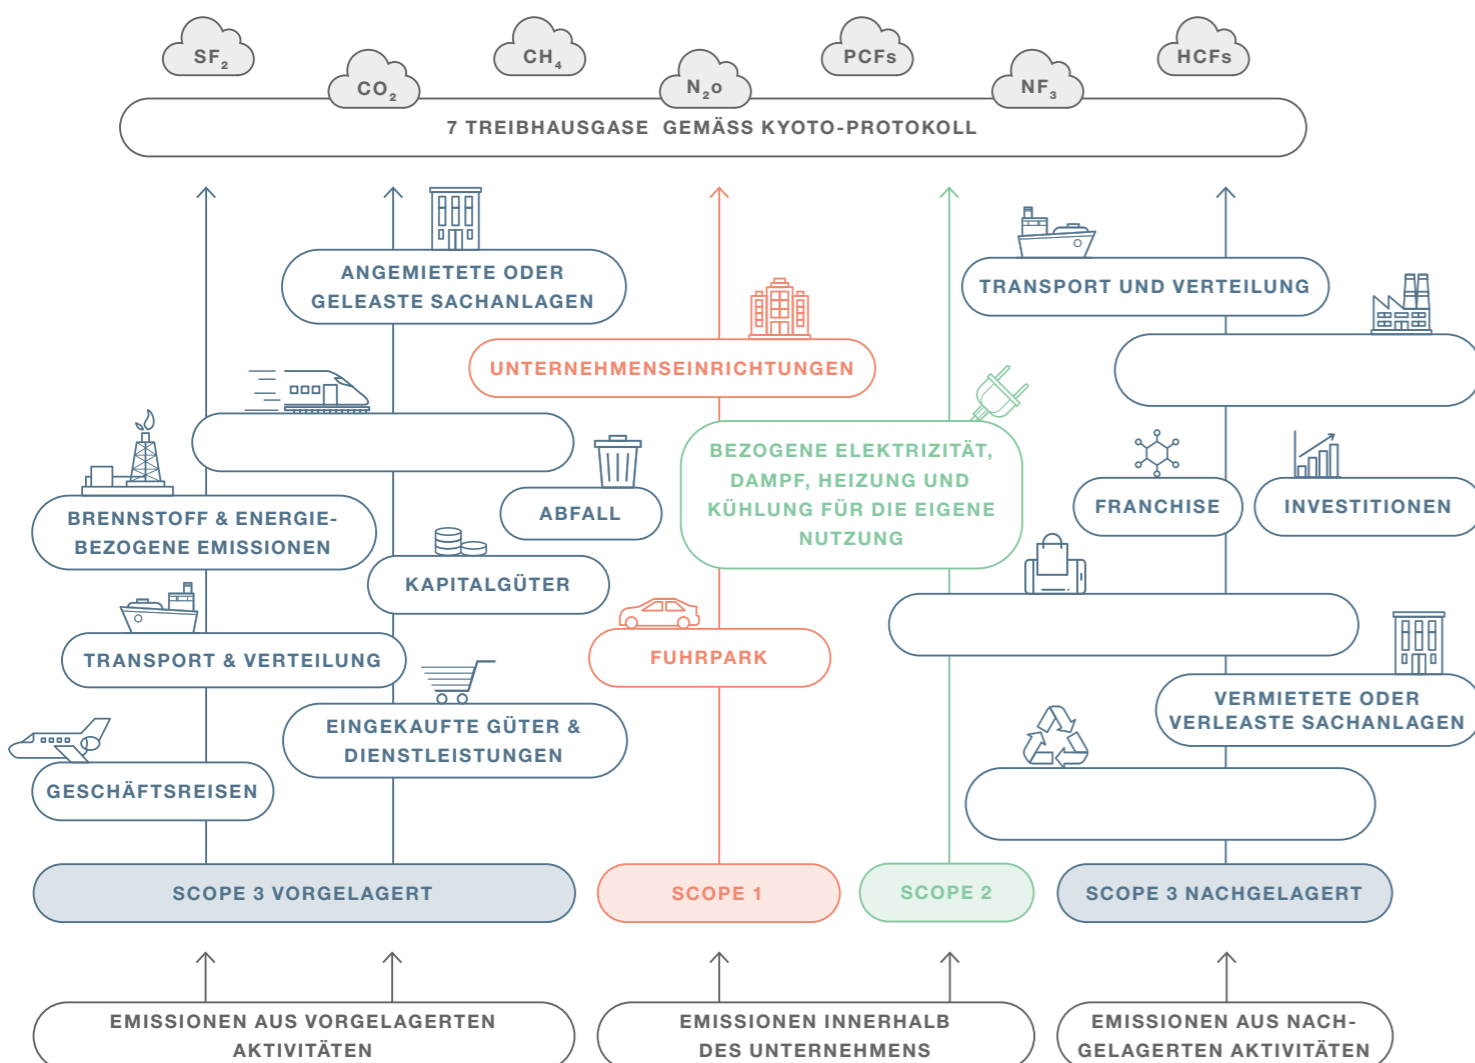 SF₂
CO₂
CH₄
N₂o
PCFs
NF₃
HCFs
7 TREIBHAUSGASE GEMÄSS KYOTO-PROTOKOLL
ANGEMIETETE ODER
GELEASTE SACHANLAGEN
TRANSPORT UND VERTEILUNG
UNTERNEHMENSEINRICHTUNGEN
BEZOGENE ELEKTRIZITÄT,
DAMPF, HEIZUNG UND
KÜHLUNG FÜR DIE EIGENE
NUTZUNG
BRENNSTOFF & ENERGIE-
BEZOGENE EMISSIONEN
ABFALL
FRANCHISE
INVESTITIONEN
KAPITALGÜTER
TRANSPORT & VERTEILUNG
FUHRPARK
EINGEKAUFTE GÜTER &
DIENSTLEISTUNGEN
VERMIETETE ODER
VERLEASTE SACHANLAGEN
GESCHÄFTSREISEN
SCOPE 3 VORGELAGERT
SCOPE 1
SCOPE 2
SCOPE 3 NACHGELAGERT
EMISSIONEN AUS VORGELAGERTEN
AKTIVITÄTEN
EMISSIONEN INNERHALB
DES UNTERNEHMENS
EMISSIONEN AUS NACH-
GELAGERTEN AKTIVITÄTEN